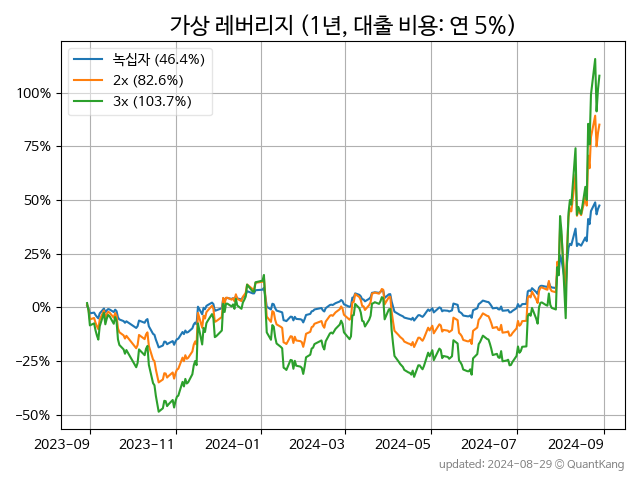 가상 레버리지 (1년, 대출 비용: 연 5%)
녹십자 (46.4%)
2x (82.6%)
3x (103.7%)
100%
75%
50%
25%
0%
−25%
−50%
2023-09
2023-11
2024-01
2024-03
2024-05
2024-07
2024-09
updated: 2024-08-29 © QuantKang